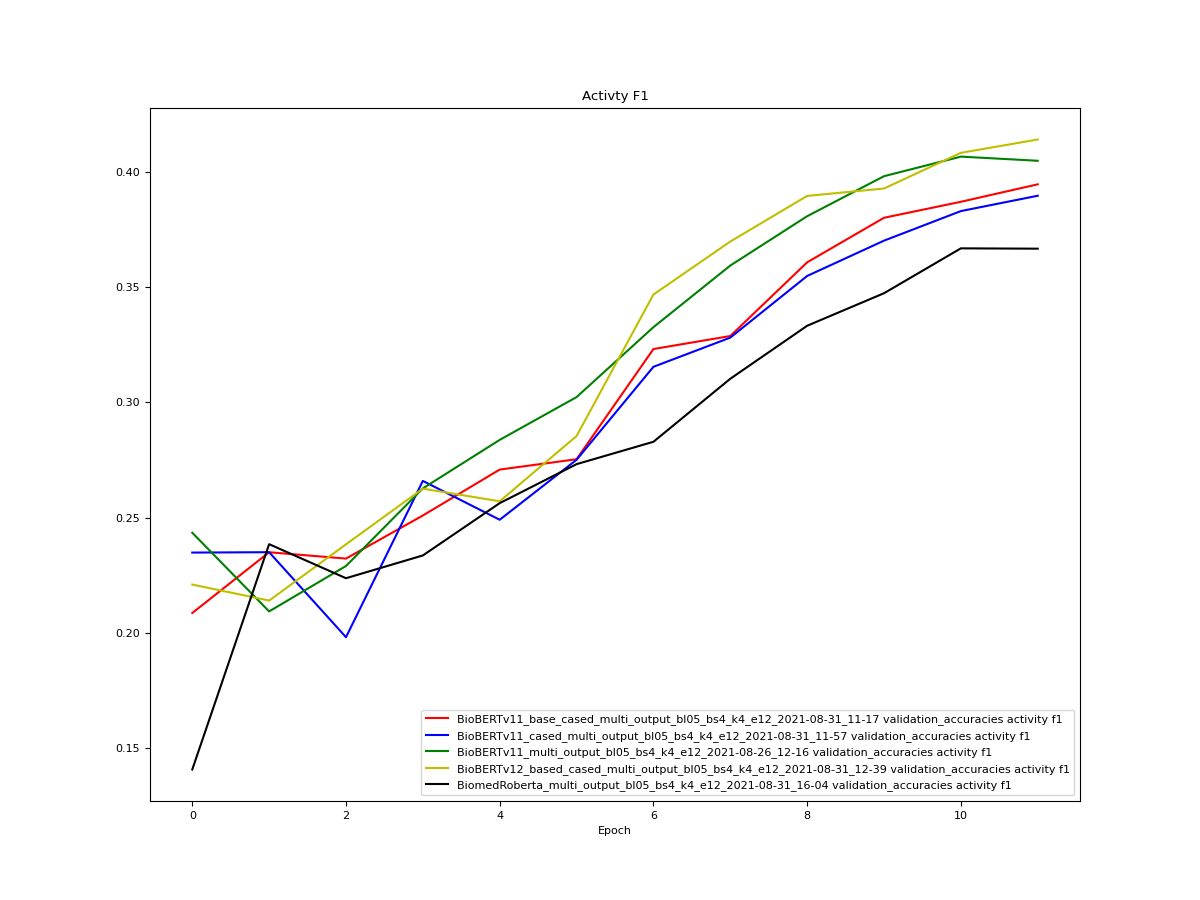 Activty F1
0.40
0.35
0.30
0.25
0.20
0.15
BioBERTv11_base_cased_multi_output_bl05_bs4_k4_e12_2021-08-31_11-17 validation_accuracies activity f1
BioBERTv11_cased_multi_output_bl05_bs4_k4_e12_2021-08-31_11-57 validation_accuracies activity f1
BioBERTv11_multi_output_bl05_bs4_k4_e12_2021-08-26_12-16 validation_accuracies activity f1
BioBERTv12_based_cased_multi_output_bl05_bs4_k4_e12_2021-08-31_12-39 validation_accuracies activity f1
BiomedRoberta_multi_output_bl05_bs4_k4_e12_2021-08-31_16-04 validation_accuracies activity f1
0 2 4 6 8 10
Epoch